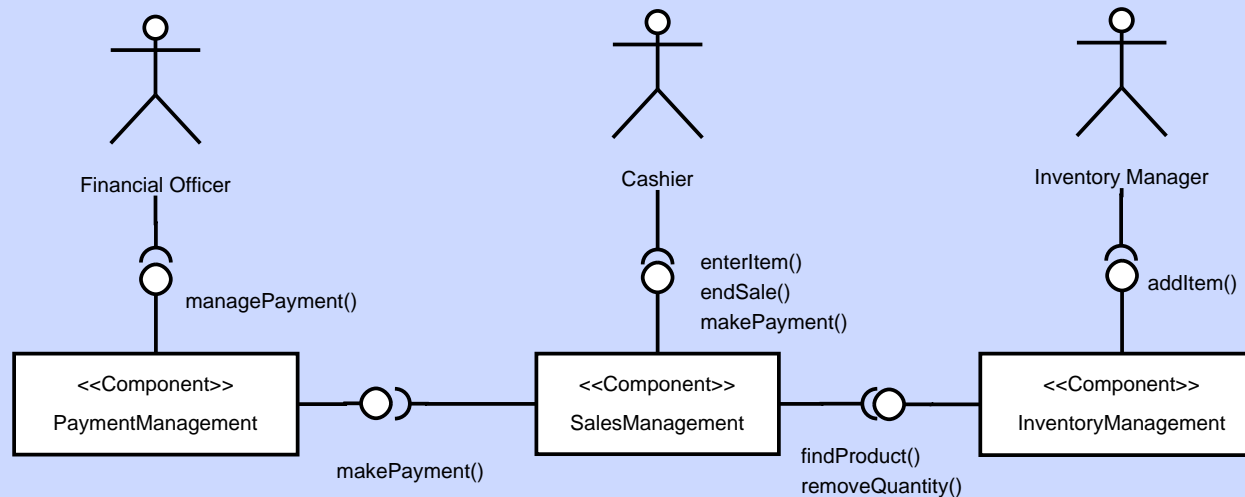 Financial Officer
Cashier
Inventory Manager
managePayment()
enterItem()
endSale()
makePayment()
addItem()
<<Component>>
PaymentManagement
<<Component>>
SalesManagement
<<Component>>
InventoryManagement
makePayment()
findProduct()
removeQuantity()